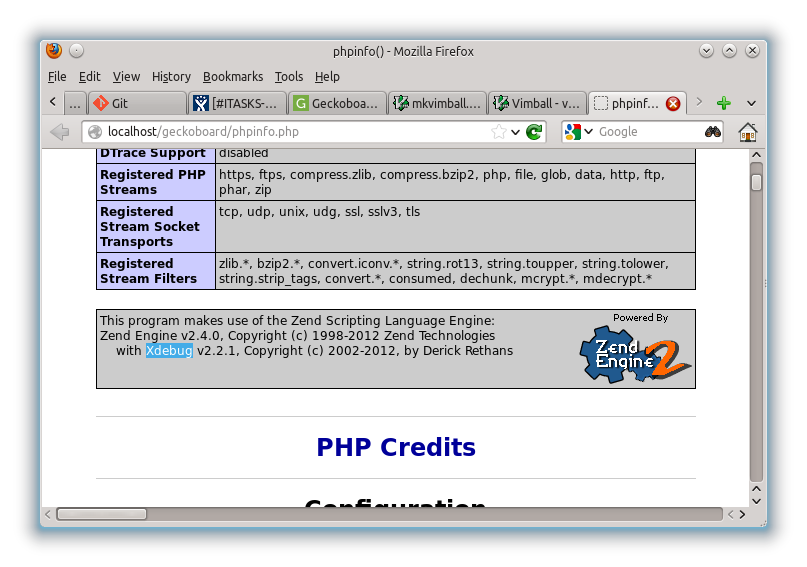 phpinfo() - Mozilla Firefox
File Edit View History Bookmarks Tools Help
... Git [#ITASKS-... Geckoboa... mkvimball.... Vimball - v... phpinf...
localhost/geckoboard/phpinfo.php Google
DTrace Support disabled
Registered PHP Streams https, ftps, compress.zlib, compress.bzip2, php, file, glob, data, http, ftp,
phar, zip
Registered Stream Socket Transports tcp, udp, unix, udg, ssl, sslv3, tls
Registered Stream Filters zlib.*, bzip2.*, convert.iconv.*, string.rot13, string.toupper, string.tolower,
string.strip_tags, convert.*, consumed, dechunk, mcrypt.*, mdecrypt.*
This program makes use of the Zend Scripting Language Engine:
Zend Engine v2.4.0, Copyright (c) 1998-2012 Zend Technologies
with Xdebug v2.2.1, Copyright (c) 2002-2012, by Derick Rethans
Powered By
Zend
Engine 2
PHP Credits
Configuration